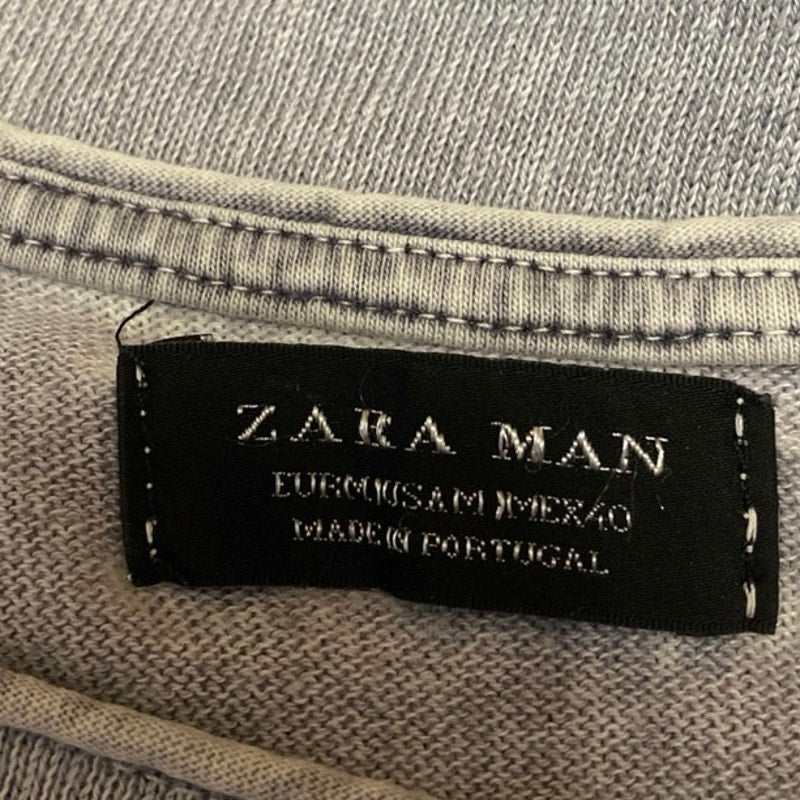 ZARA MAN
EUR M USA M MEX 40
MADE IN PORTUGAL